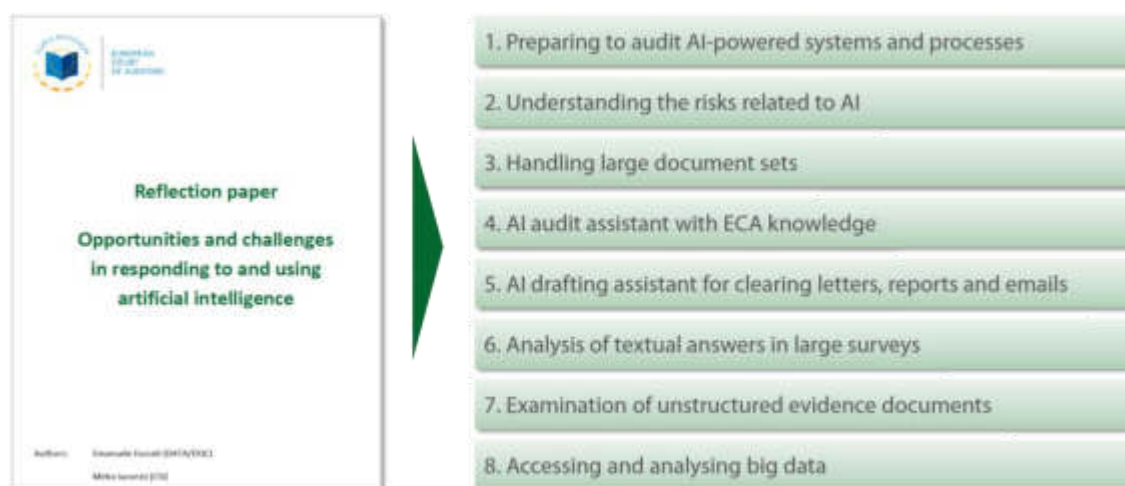 EUROPEAN
COURT
OF AUDITORS
Reflection paper
Opportunities and challenges
in responding to and using
artificial intelligence
Authors:
1. Preparing to audit AI-powered systems and processes
2. Understanding the risks related to AI
3. Handling large document sets
4. AI audit assistant with ECA knowledge
5. AI drafting assistant for clearing letters, reports and emails
6. Analysis of textual answers in large surveys
7. Examination of unstructured evidence documents
8. Accessing and analysing big data